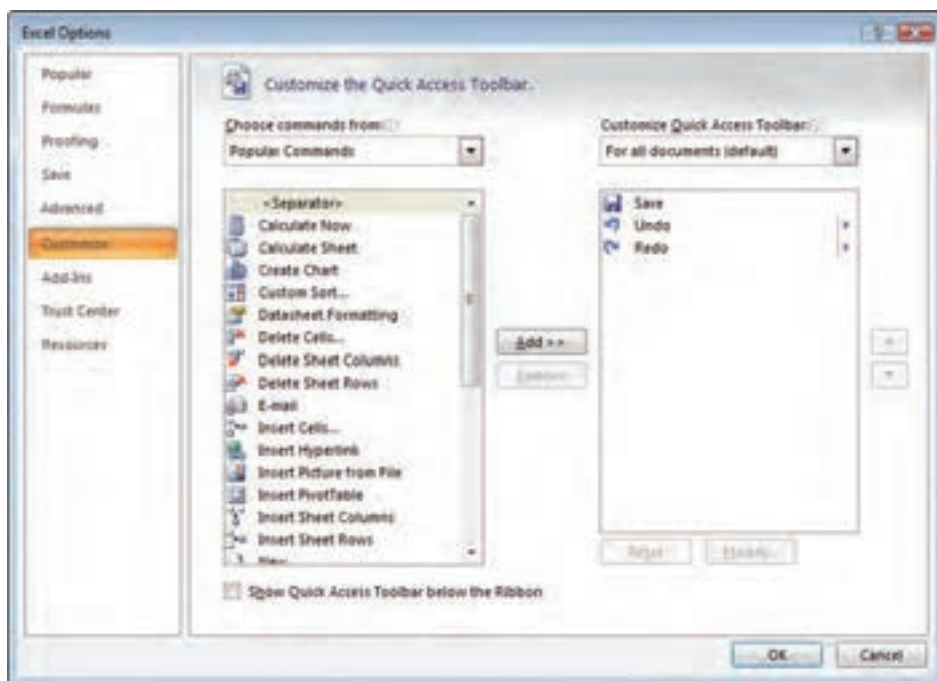 Excel Options
Popular
Formulas
Proofing
Save
Advanced
Customize
Add-Ins
Trust Center
Resources
Customize the Quick Access Toolbar.
Choose commands from:
Popular Commands
<Separator>
Calculate Now
Calculate Sheet
Create Chart
Custom Sort...
Datasheet Formatting
Delete Cells...
Delete Sheet Columns
Delete Sheet Rows
E-mail
Insert Cells...
Insert Hyperlink
Insert Picture from File
Insert PivotTable
Insert Sheet Columns
Insert Sheet Rows
New
Show Quick Access Toolbar below the Ribbon
Add >>
Remove
Customize Quick Access Toolbar:
For all documents (default)
Save
Undo
Redo
Reset
Modify...
OK
Cancel